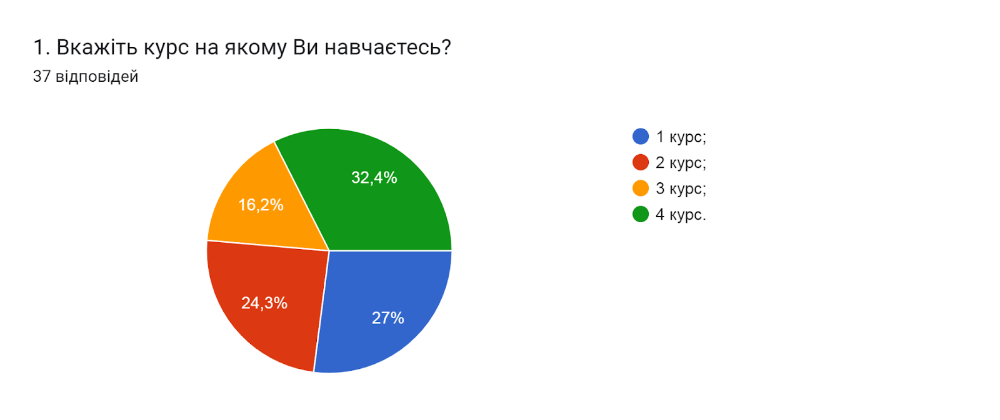 1. Вкажіть курс на якому Ви навчаєтесь?
37 відповідей
32,4%
16,2%
24,3%
27%
1 курс;
2 курс;
3 курс;
4 курс.